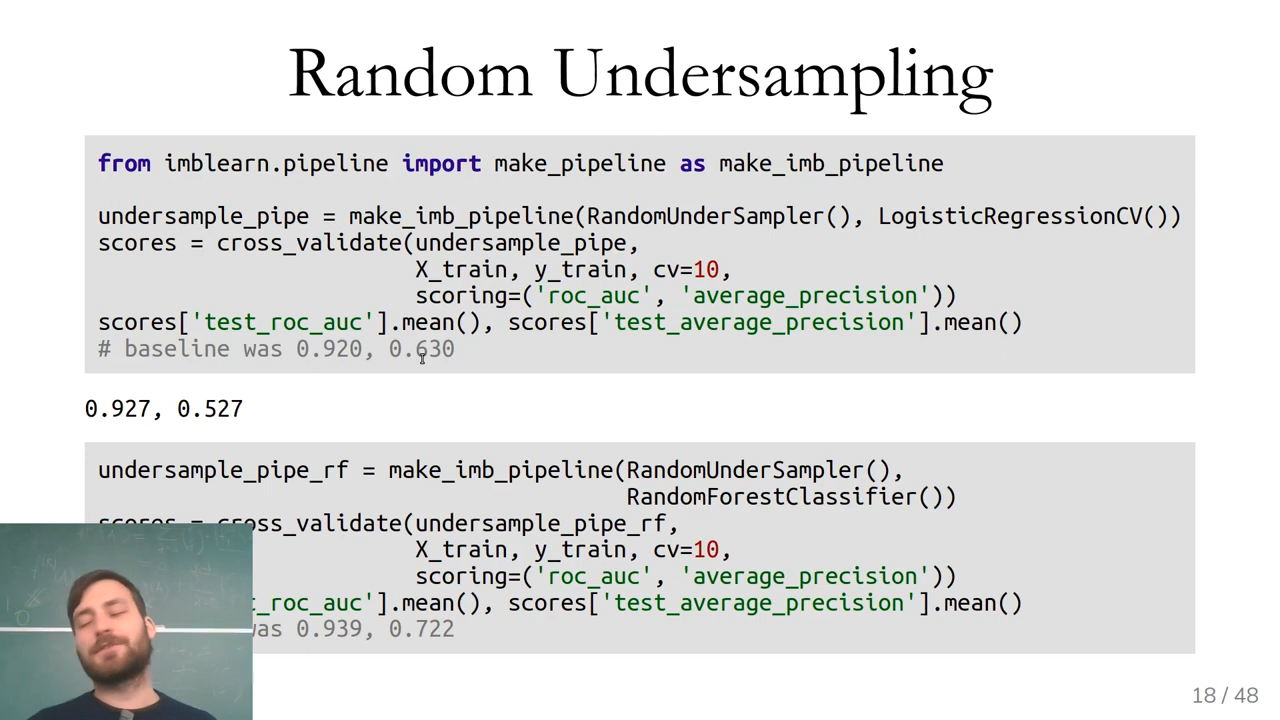 Random Undersampling
from imblearn.pipeline import make_pipeline as make_imb_pipeline
undersample_pipe = make_imb_pipeline(RandomUnderSampler(), LogisticRegressionCV())
scores = cross_validate(undersample_pipe,
X_train, y_train, cv=10,
scoring=('roc_auc', 'average_precision'))
scores['test_roc_auc'].mean(), scores['test_average_precision'].mean()
# baseline was 0.920, 0.630
0.927, 0.527
undersample_pipe_rf = make_imb_pipeline(RandomUnderSampler(),
RandomForestClassifier())
scores = cross_validate(undersample_pipe_rf,
X_train, y_train, cv=10,
scoring=('roc_auc', 'average_precision'))
t_roc_auc'].mean(), scores['test_average_precision'].mean()
was 0.939, 0.722
18 / 48